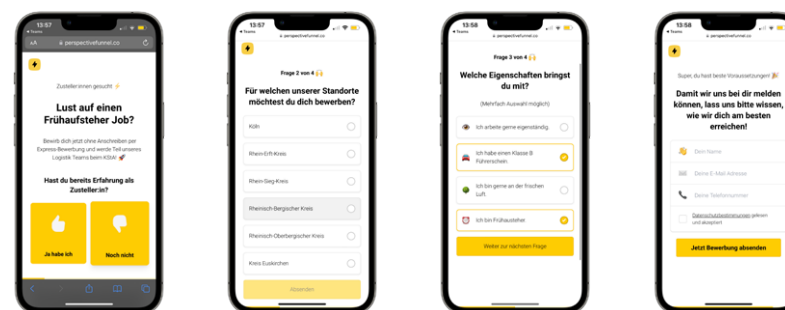 13:57
Teams
AA perspectivefunnel.co
Zusteller:innen gesucht ⚡
Lust auf einen
Frühaufsteher Job?
Bewirb dich jetzt ohne Anschreiben per
Express-Bewerbung und werde Teil unseres
Logistik Teams beim KStA! 🚀
Hast du bereits Erfahrung als
Zusteller:in?
Ja habe ich
Noch nicht
13:57
Teams
perspectivefunnel.co
Frage 2 von 4 🙌
Für welchen unserer Standorte
möchtest du dich bewerben?
Köln
Rhein-Erft-Kreis
Rhein-Sieg-Kreis
Rheinisch-Bergischer Kreis
Rheinisch-Oberbergischer Kreis
Kreis Euskirchen
Absenden
13:58
Teams
perspectivefunnel.co
Frage 3 von 4 🙌
Welche Eigenschaften bringst
du mit?
(Mehrfach-Auswahl möglich)
Ich arbeite gerne eigenständig.
Ich habe einen Klasse B
Führerschein.
Ich bin gerne an der frischen
Luft.
Ich bin Frühausteher
Weiter zur nächsten Frage
13:58
Teams
perspectivefunnel.co
Super, du hast beste Voraussetzungen! 🎉
Damit wir uns bei dir melden
können, lass uns bitte wissen,
wie wir dich am besten
erreichen!
Dein Name
Deine E-Mail-Adresse
Deine Telefonnummer
Datenschutzbestimmungen gelesen
und akzeptiert
Jetzt Bewerbung absenden